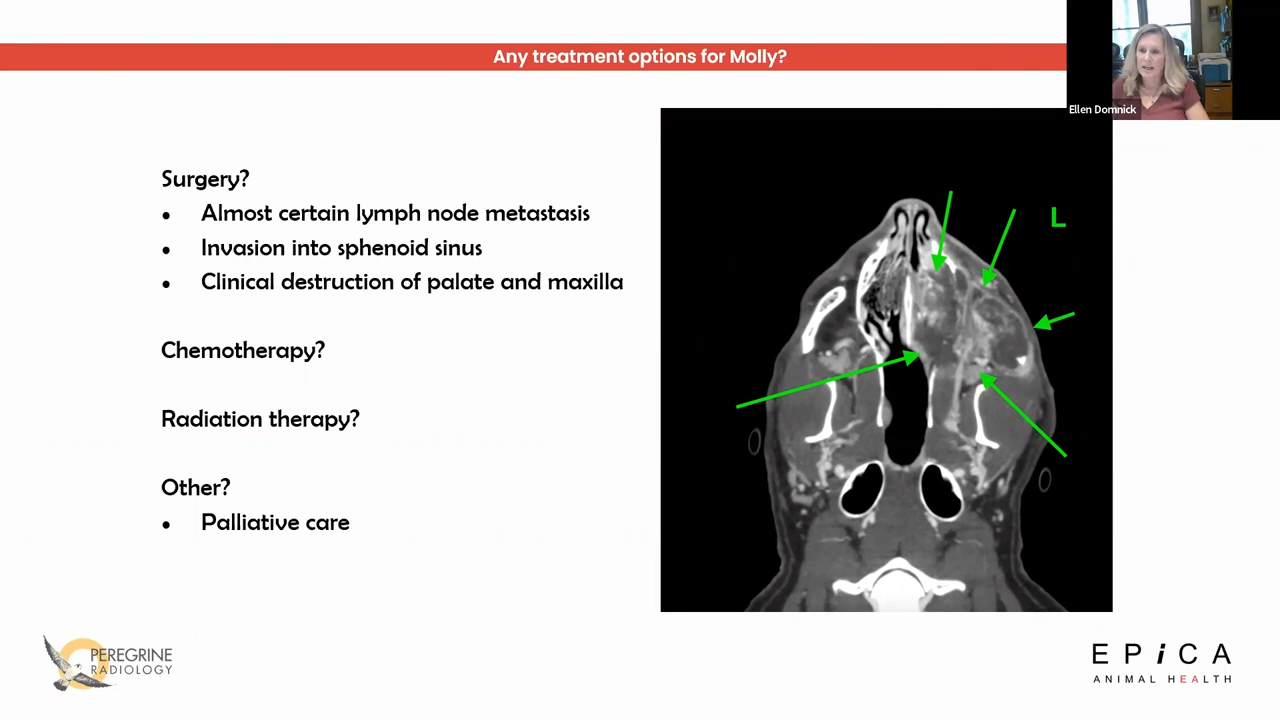 Any treatment options for Molly?
Ellen Domnick
Surgery?
• Almost certain lymph node metastasis
• Invasion into sphenoid sinus
• Clinical destruction of palate and maxilla
Chemotherapy?
Radiation therapy?
Other?
• Palliative care
L
PEREGRINE
RADIOLOGY
EPiCA
ANIMAL HEALTH